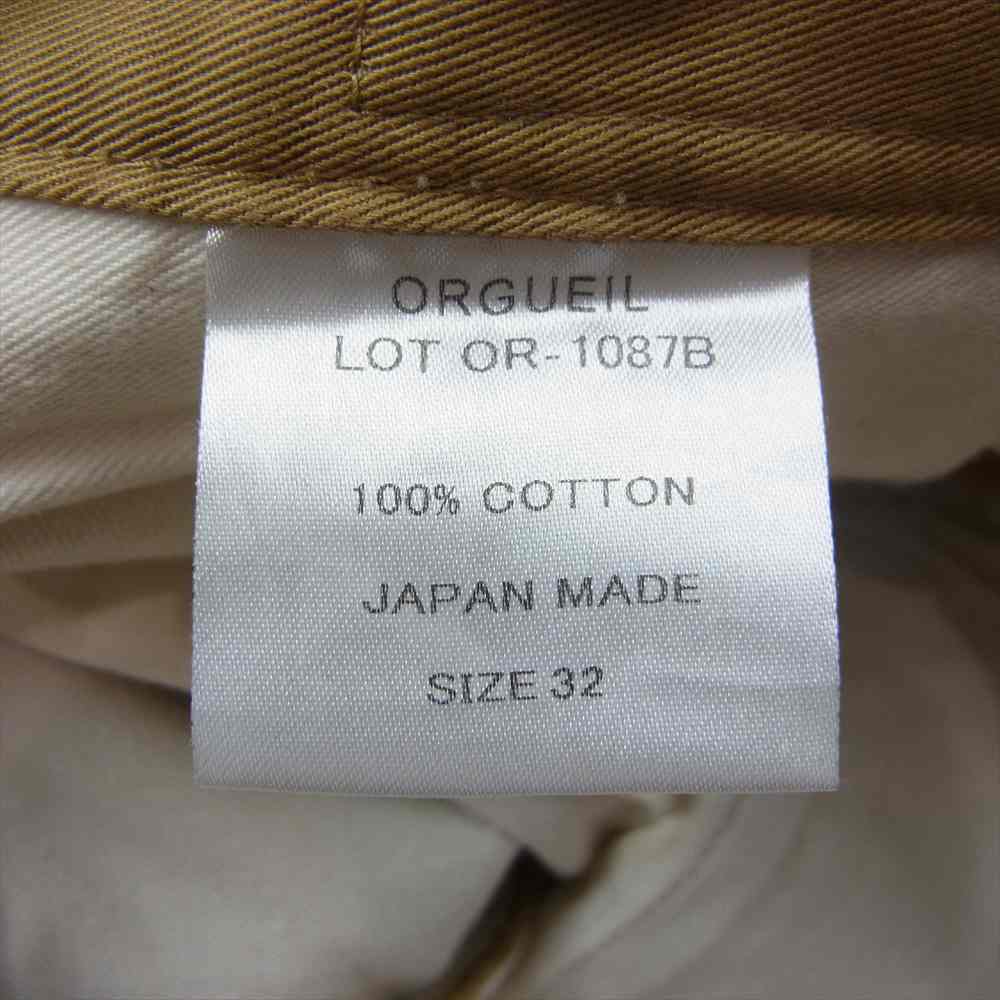 ORGUEIL
LOT OR-1087B
100% COTTON
JAPAN MADE
SIZE 32